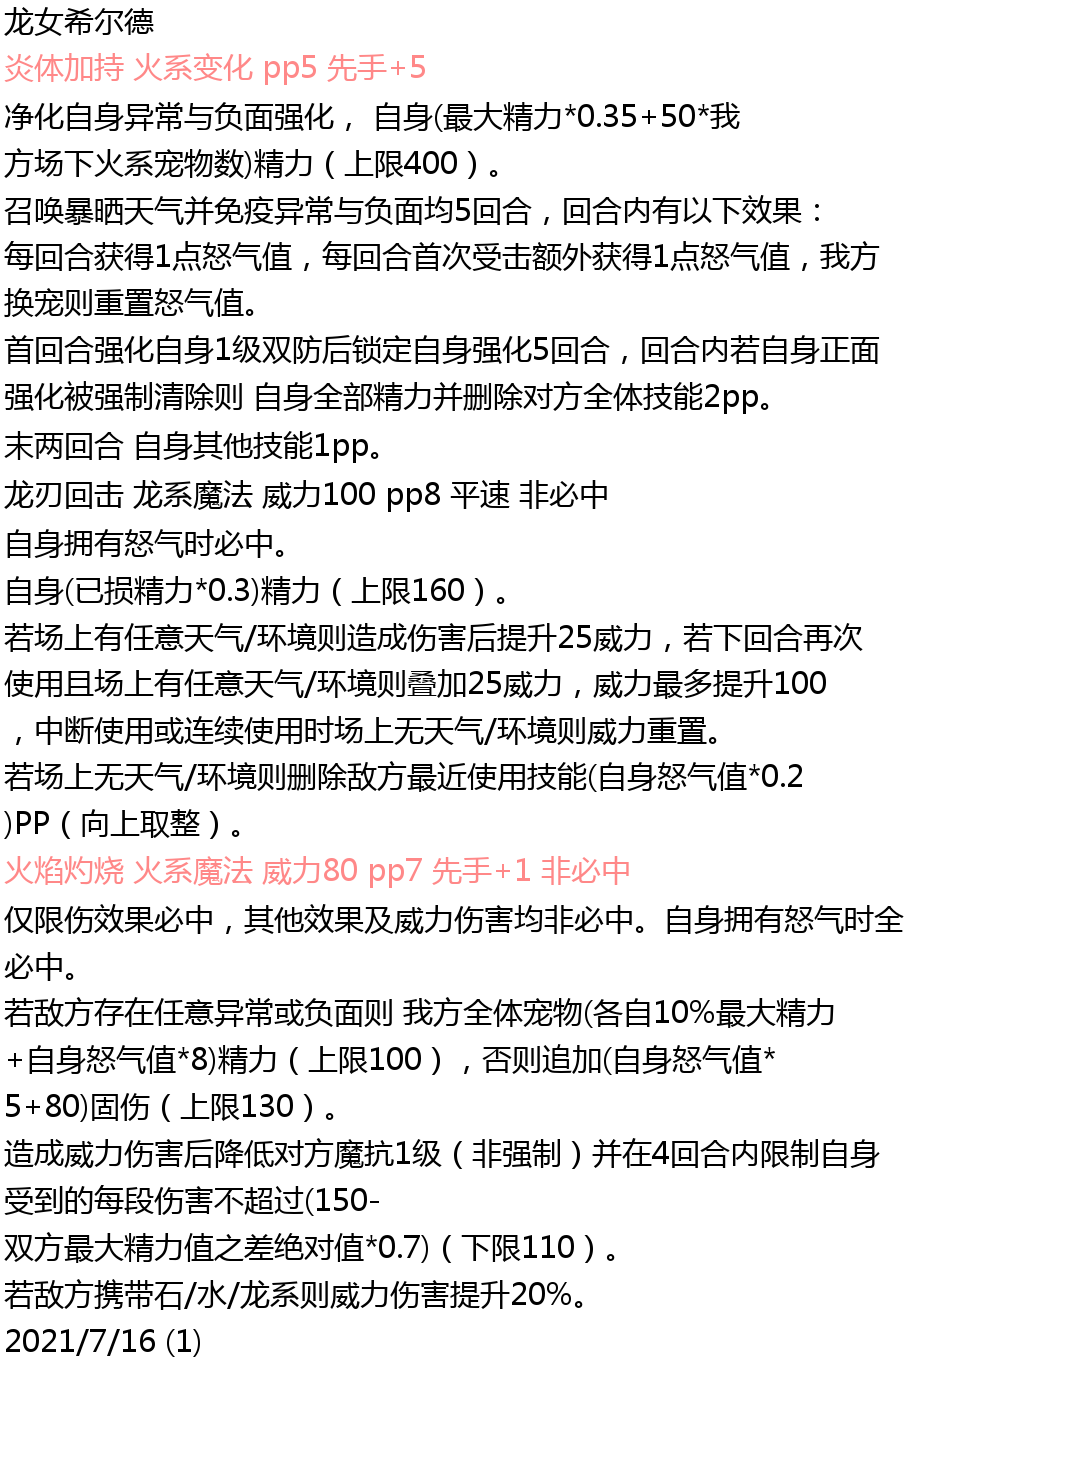 龙女希尔德
炎体加持 火系变化 pp5 先手+5
净化自身异常与负面强化， 自身(最大精力*0.35+50*我
方场下火系宠物数)精力（上限400）。
召唤暴晒天气并免疫异常与负面均5回合，回合内有以下效果：
每回合获得1点怒气值，每回合首次受击额外获得1点怒气值，我方
换宠则重置怒气值。
首回合强化自身1级双防后锁定自身强化5回合，回合内若自身正面
强化被强制清除则 自身全部精力并删除对方全体技能2pp。
末两回合 自身其他技能1pp。
龙刃回击 龙系魔法 威力100 pp8 平速 非必中
自身拥有怒气时必中。
自身(已损精力*0.3)精力（上限160）。
若场上有任意天气/环境则造成伤害后提升25威力，若下回合再次
使用且场上有任意天气/环境则叠加25威力，威力最多提升100
，中断使用或连续使用时场上无天气/环境则威力重置。
若场上无天气/环境则删除敌方最近使用技能(自身怒气值*0.2
)PP（向上取整）。
火焰灼烧 火系魔法 威力80 pp7 先手+1 非必中
仅限伤效果必中，其他效果及威力伤害均非必中。自身拥有怒气时全
必中。
若敌方存在任意异常或负面则 我方全体宠物(各自10%最大精力
+自身怒气值*8)精力（上限100），否则追加(自身怒气值*
5+80)固伤（上限130）。
造成威力伤害后降低对方魔抗1级（非强制）并在4回合内限制自身
受到的每段伤害不超过(150-
双方最大精力值之差绝对值*0.7)（下限110）。
若敌方携带石/水/龙系则威力伤害提升20%。
2021/7/16 (1)